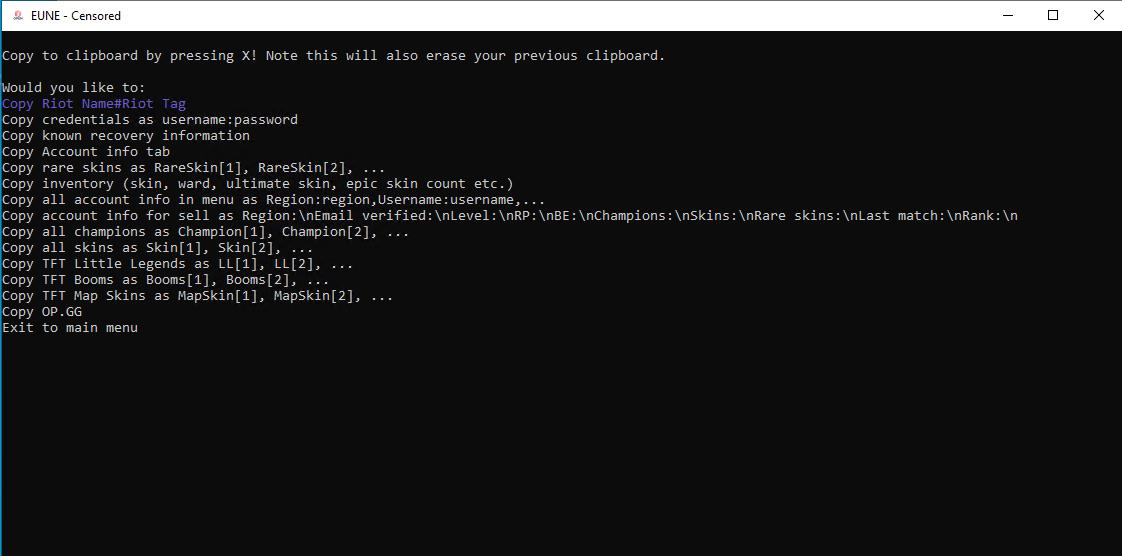 EUNE - Censored
Copy to clipboard by pressing X! Note this will also erase your previous clipboard.
Would you like to:
Copy Riot Name#Riot Tag
Copy credentials as username:password
Copy known recovery information
Copy Account info tab
Copy rare skins as RareSkin[1], RareSkin[2], ...
Copy inventory (skin, ward, ultimate skin, epic skin count etc.)
Copy all account info in menu as Region:region,Username:username,...
Copy account info for sell as Region:\nEmail verified:\nLevel:\nRP:\nBE:\nChampions:\nSkins:\nRare skins:\nLast match:\nRank:\n
Copy all champions as Champion[1], Champion[2], ...
Copy all skins as Skin[1], Skin[2], ...
Copy TFT Little Legends as LL[1], LL[2], ...
Copy TFT Booms as Booms[1], Booms[2], ...
Copy TFT Map Skins as MapSkin[1], MapSkin[2], ...
Copy OP.GG
Exit to main menu